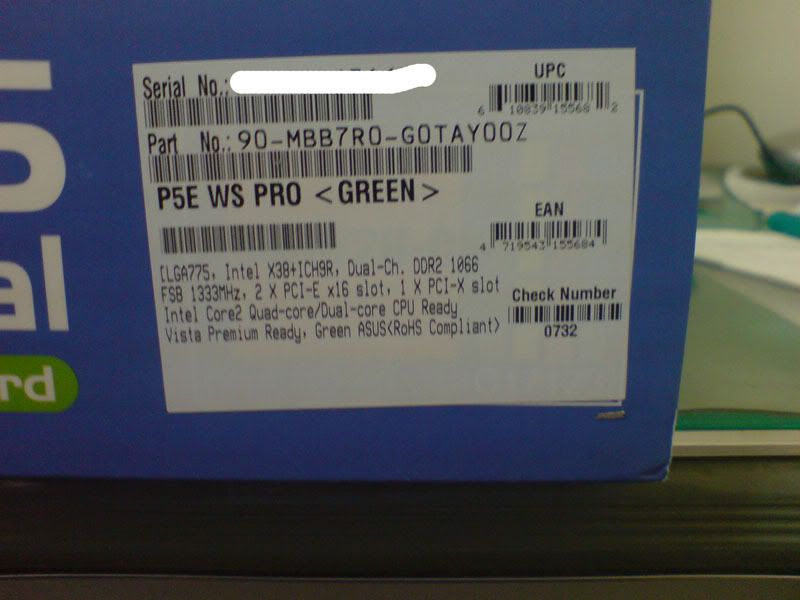 S
al
rd
Serial No.:
UPC
6 10839 15568 2
Part No.: 90-MBB7R0-G0TAY00Z
P5E WS PRO <GREEN>
EAN
4 719543 155684
[LGA775, Intel X38+ICH9R, Dual-Ch. DDR2 1066
FSB 1333MHz, 2 X PCI-E x16 slot, 1 X PCI-X slot
Intel Core2 Quad-core/Dual-core CPU Ready
Vista Premium Ready, Green ASUS<RoHS Compliant>
Check Number
0732